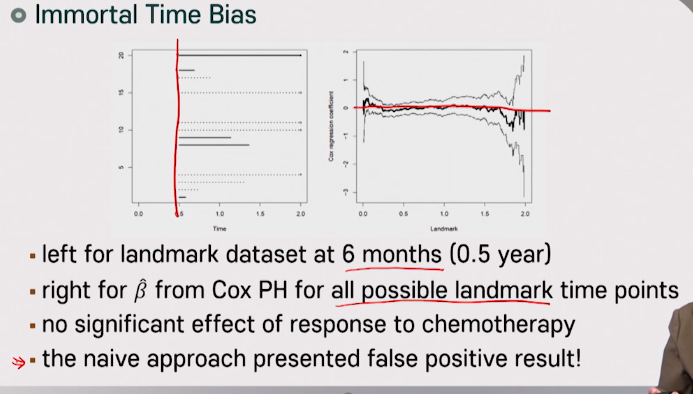 Immortal Time Bias
20
15
10
5
0.0 0.5 1.0 1.5 2.0
Time
Cox regression coefficient
2
1
0
-1
-2
-3
0.0 0.5 1.0 1.5 2.0
Landmark
left for landmark dataset at 6 months (0.5 year)
right for β̂ from Cox PH for all possible landmark time points
no significant effect of response to chemotherapy
the naive approach presented false positive result!